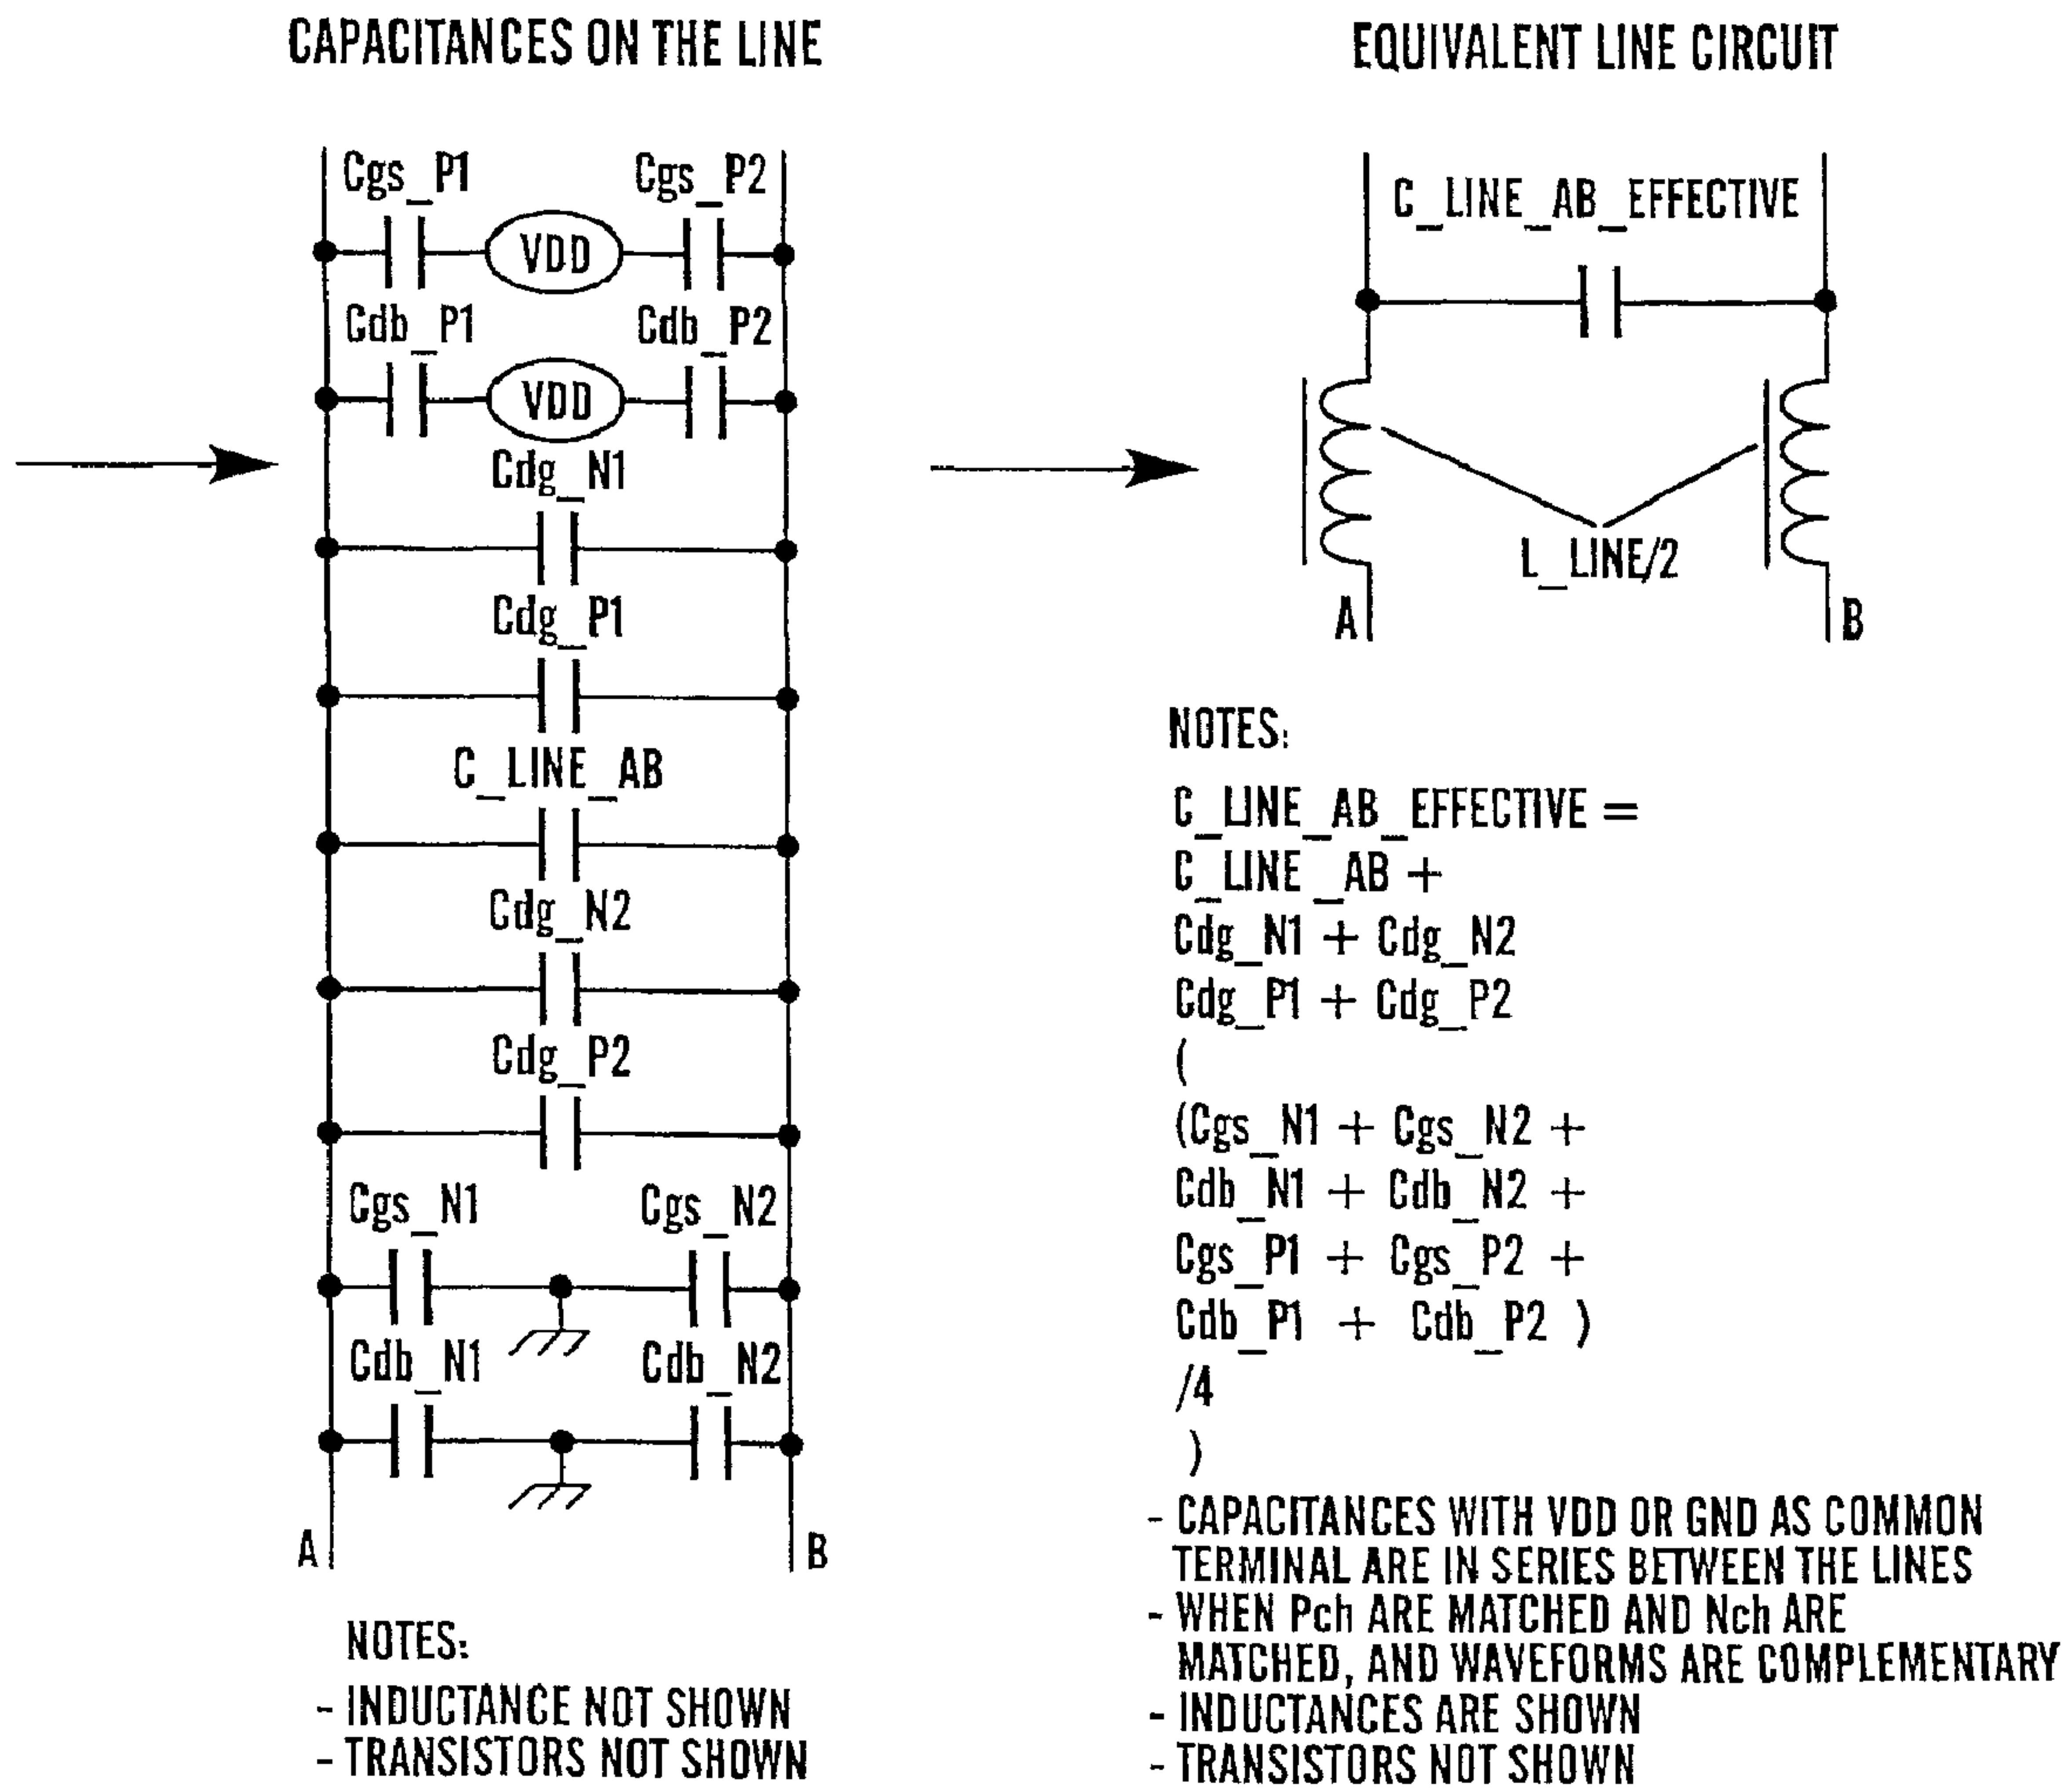 CAPACITANCES ON THE LINE
Cgs_P1
Cgs_P2
VDD
Cdb_P1
Cdb_P2
VDD
Cdg_N1
Cdg_P1
C_LINE_AB
Cdg_N2
Cdg_P2
Cgs_N1
Cgs_N2
Cdb_N1
Cdb_N2
A
B
NOTES:
- INDUCTANCE NOT SHOWN
- TRANSISTORS NOT SHOWN
EQUIVALENT LINE CIRCUIT
C_LINE_AB_EFFECTIVE
L_LINE/2
A
B
NOTES:
C_LINE_AB_EFFECTIVE =
C_LINE_AB +
Cdg_N1 + Cdg_N2
Cdg_P1 + Cdg_P2
(
(Cgs_N1 + Cgs_N2 +
Cdb_N1 + Cdb_N2 +
Cgs_P1 + Cgs_P2 +
Cdb_P1 + Cdb_P2 )
/4
)
- CAPACITANCES WITH VDD OR GND AS COMMON
TERMINAL ARE IN SERIES BETWEEN THE LINES
- WHEN Pch ARE MATCHED AND Nch ARE
MATCHED, AND WAVEFORMS ARE COMPLEMENTARY
- INDUCTANCES ARE SHOWN
- TRANSISTORS NOT SHOWN